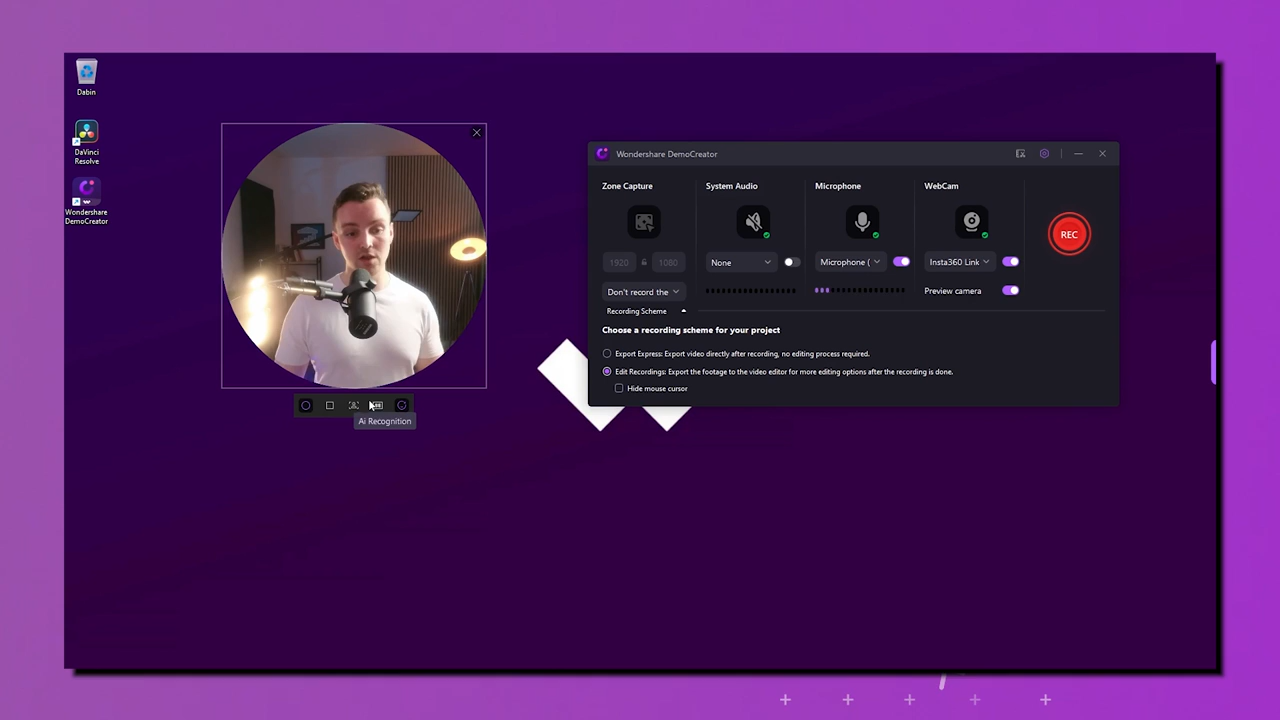 Dabin
DaVinci
Resolve
Wondershare
DemoCreator
Ai Recognition
Wondershare DemoCreator
Zone Capture
System Audio
Microphone
WebCam
REC
1920
1080
None
Microphone (
Insta360 Link
Don't record the
Preview camera
Recording Scheme
Choose a recording scheme for your project
Export Express: Export video directly after recording, no editing process required.
Edit Recordings: Export the footage to the video editor for more editing options after the recording is done.
Hide mouse cursor